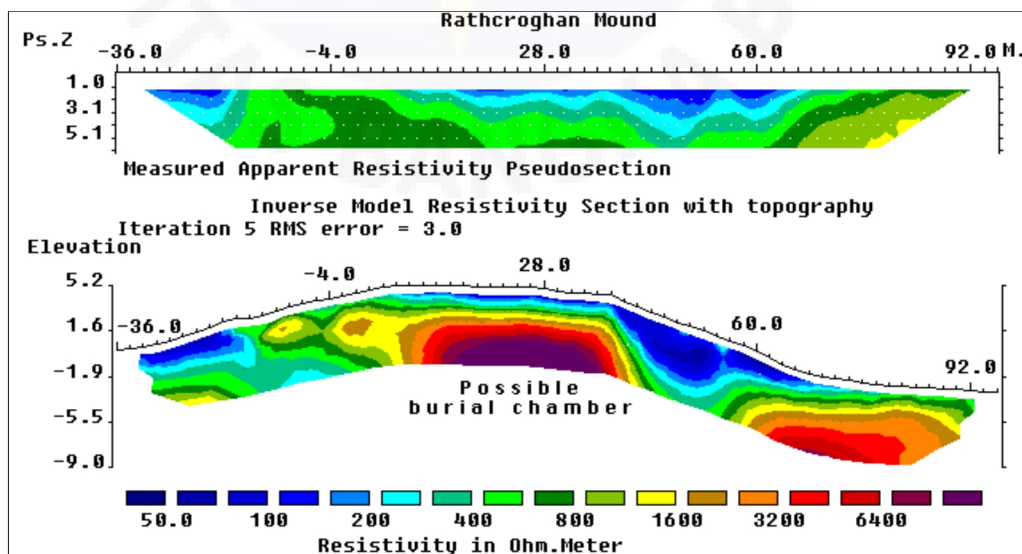 Rathcroghan Mound
Ps.Z -36.0 -4.0 28.0 60.0 92.0 M.
1.0
3.1
5.1
Measured Apparent Resistivity Pseudosection
Inverse Model Resistivity Section with topography
Iteration 5 RMS error = 3.0
Elevation
5.2
1.6
-1.9
-5.5
-9.0
-36.0 -4.0 28.0 60.0 92.0
Possible
burial chamber
50.0 100 200 400 800 1600 3200 6400
Resistivity in Ohm.Meter